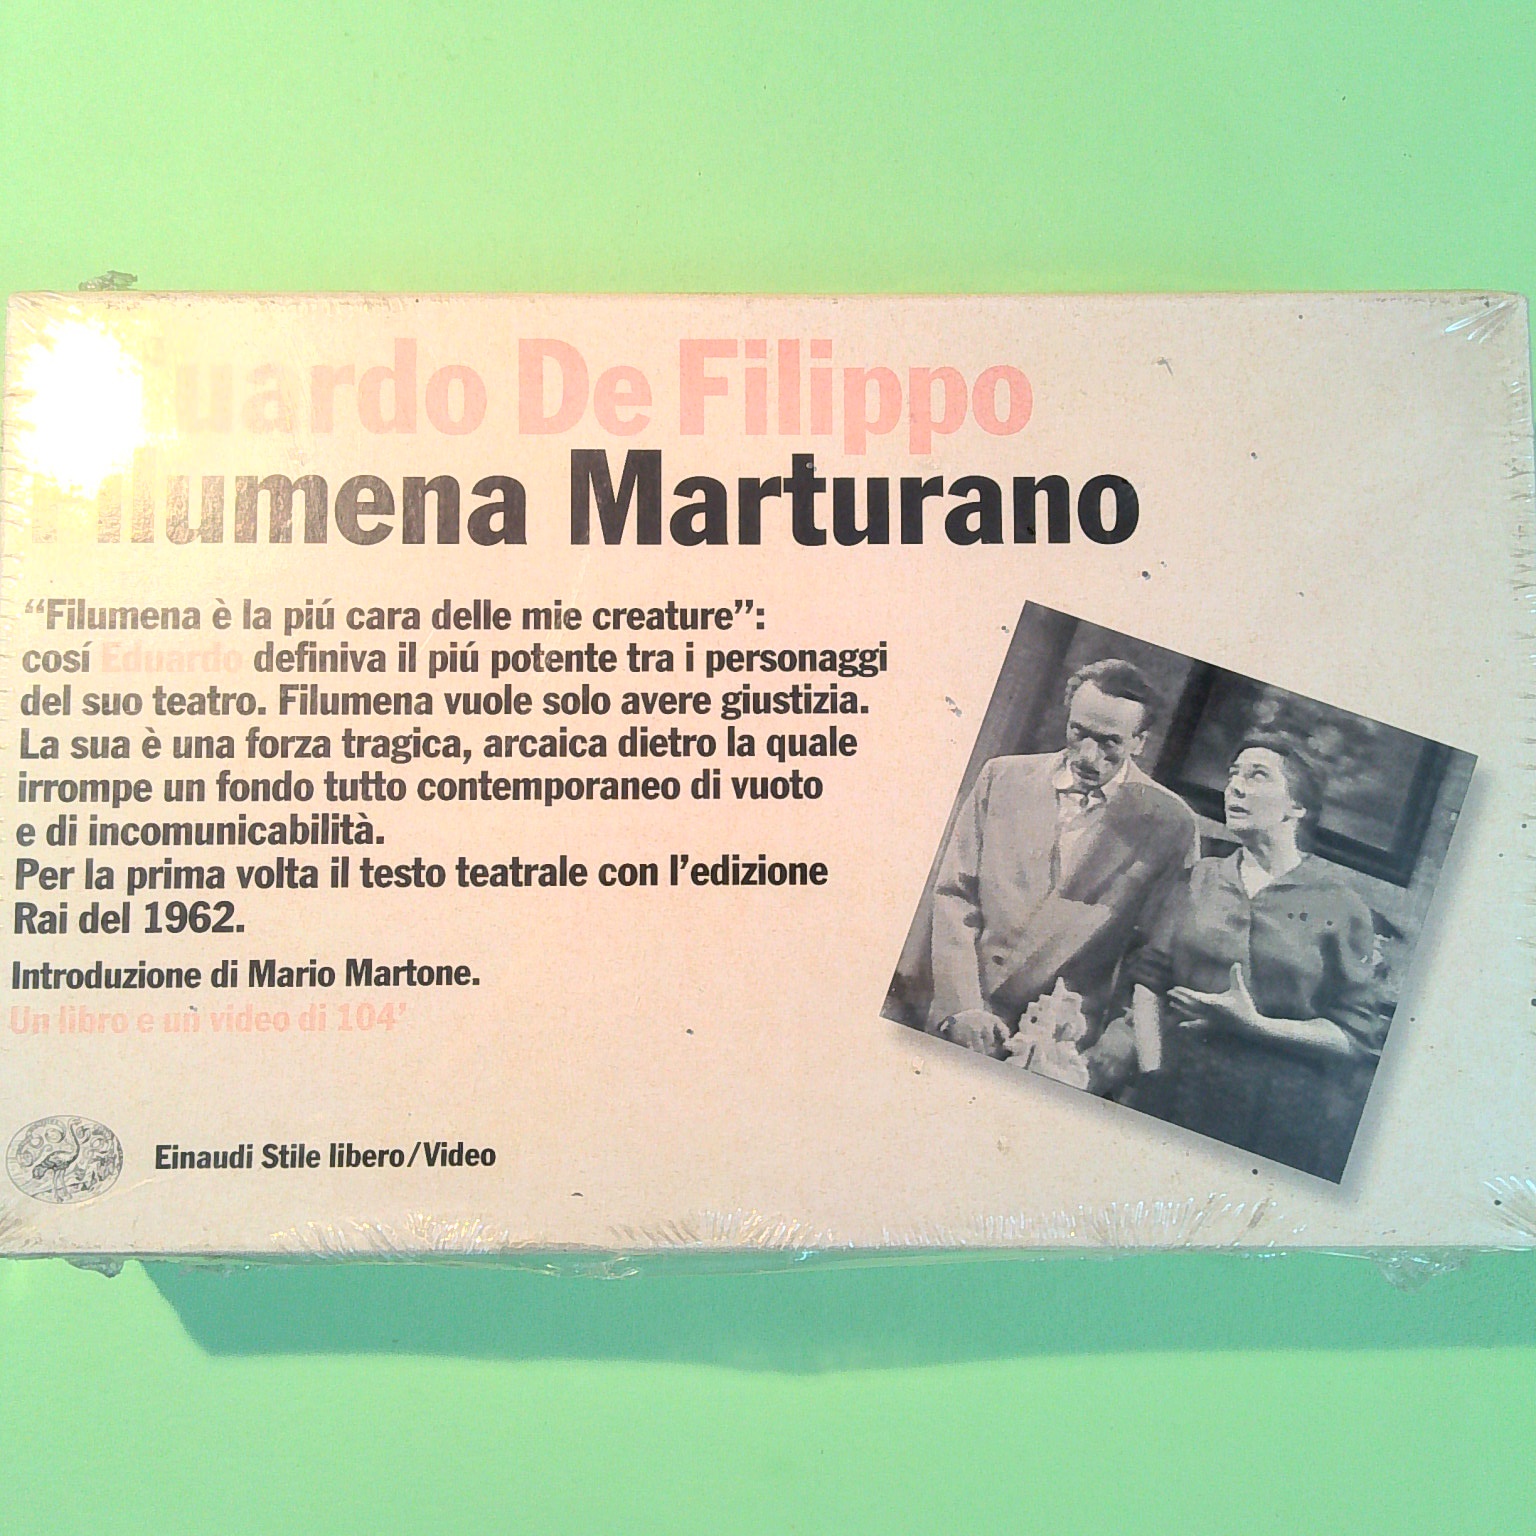 Eduardo De Filippo
Filumena Marturano
“Filumena è la piú cara delle mie creature”:
cosí Eduardo definiva il piú potente tra i personaggi
del suo teatro. Filumena vuole solo avere giustizia.
La sua è una forza tragica, arcaica dietro la quale
irrompe un fondo tutto contemporaneo di vuoto
e di incomunicabilità.
Per la prima volta il testo teatrale con l’edizione
Rai del 1962.
Introduzione di Mario Martone.
Un libro e un video di 104’
Einaudi Stile libero/Video